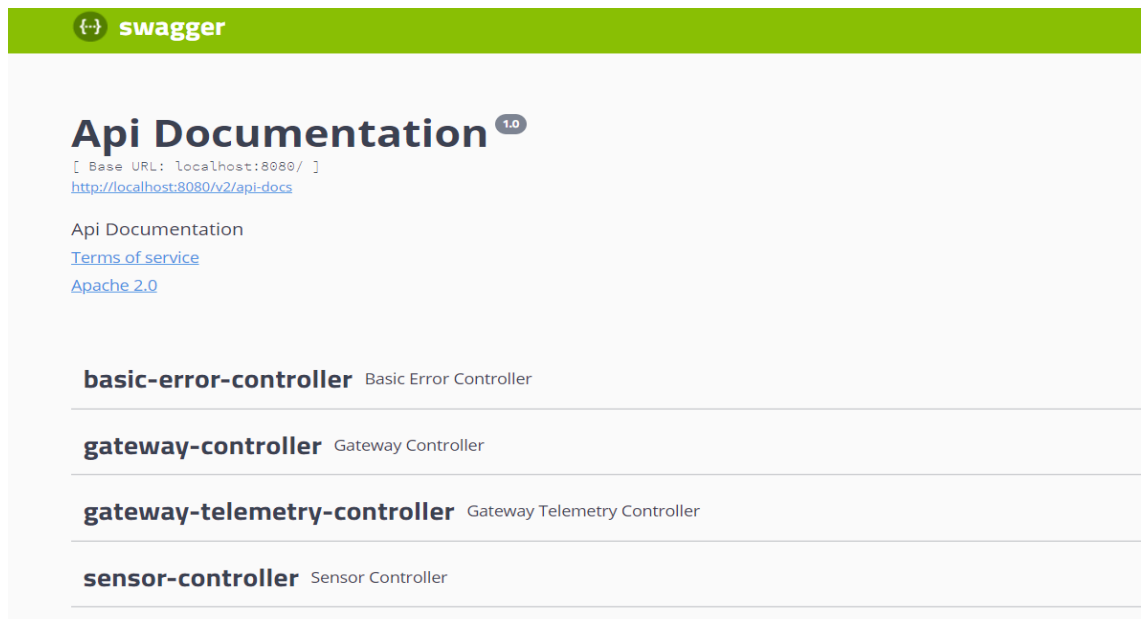 {··} swagger
Api Documentation 1.0
[ Base URL: localhost:8080/ ]
http://localhost:8080/v2/api-docs
Api Documentation
Terms of service
Apache 2.0
basic-error-controller Basic Error Controller
gateway-controller Gateway Controller
gateway-telemetry-controller Gateway Telemetry Controller
sensor-controller Sensor Controller